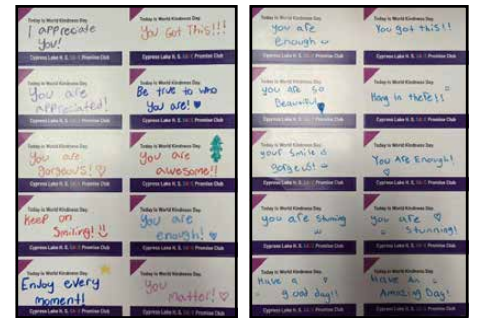 Today is World Kindness Day.
I appreciate
you!
Cypress Lake H. S. Promise Club
Today is World Kindness Day.
You Got This!!!
Cypress Lake H. S. Promise Club
Today is World Kindness Day.
You are
appreciated!
Cypress Lake H. S. Promise Club
Today is World Kindness Day.
Be true to who
you are! ♥
Cypress Lake H. S. Promise Club
Today is World Kindness Day.
You are
gorgeous! ♡
Cypress Lake H. S. Promise Club
Today is World Kindness Day.
You are
awesome!!
Cypress Lake H. S. Promise Club
Today is World Kindness Day.
Keep on
Smiling!
Cypress Lake H. S. Promise Club
Today is World Kindness Day.
You are
enough! ♥
Cypress Lake H. S. Promise Club
Today is World Kindness Day.
Enjoy every
moment!
Today is World Kindness Day.
You
Matter! ♡
Today is World Kindness Day.
you are
enough
Cypress Lake H. S. Promise Club
Today is World Kindness Day.
You got this!!
Cypress Lake H. S. Promise Club
Today is World Kindness Day.
you are so
Beautiful
Cypress Lake H. S. Promise Club
Today is World Kindness Day.
Hang in there!!
Cypress Lake H. S. Promise Club
Today is World Kindness Day.
your smile is
gorgeous!
Cypress Lake H. S. Promise Club
Today is World Kindness Day.
You Are Enough!
Cypress Lake H. S. Promise Club
Today is World Kindness Day.
you are stunning
Cypress Lake H. S. Promise Club
Today is World Kindness Day.
you are ♡
Stunning!
Cypress Lake H. S. Promise Club
Today is World Kindness Day.
Have a
good day!!
Cypress Lake H. S. Promise Club
Today is World Kindness Day.
Have An
Amazing Day!
Cypress Lake H. S. Promise Club